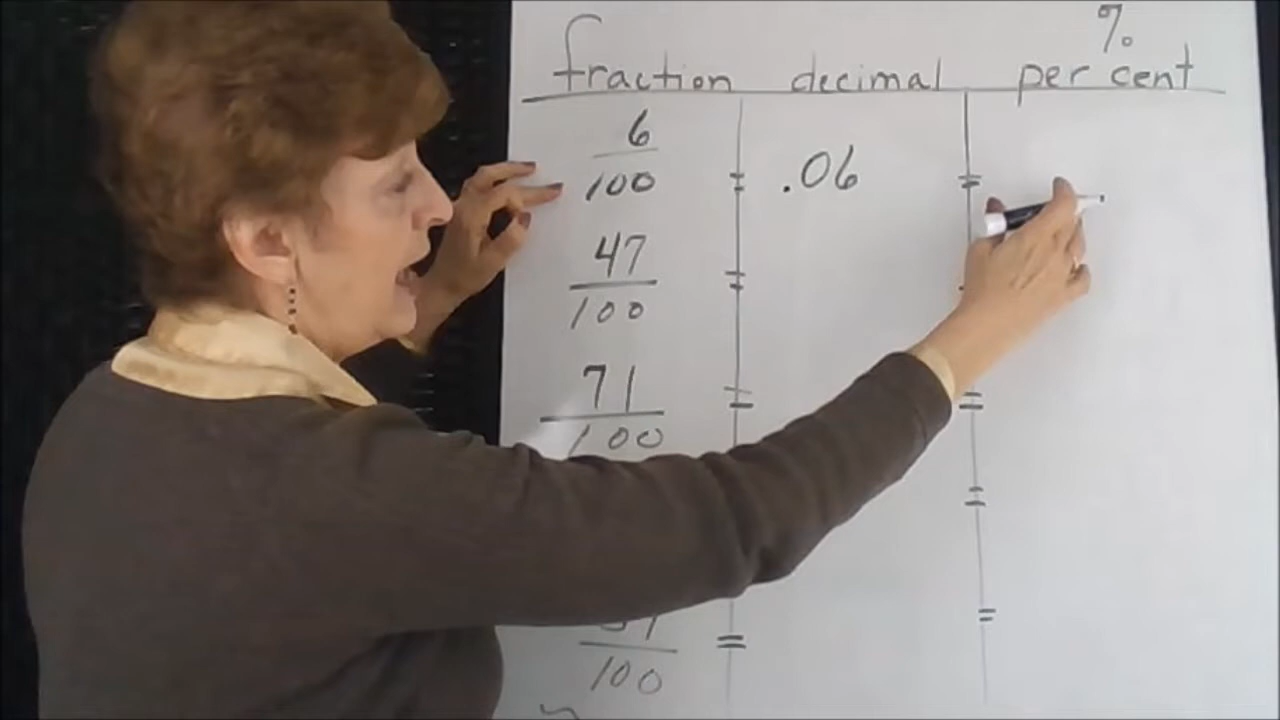 %
fraction decimal per cent
6
100 = .06 =
47
100 =
71
100 = =
=
100 = =